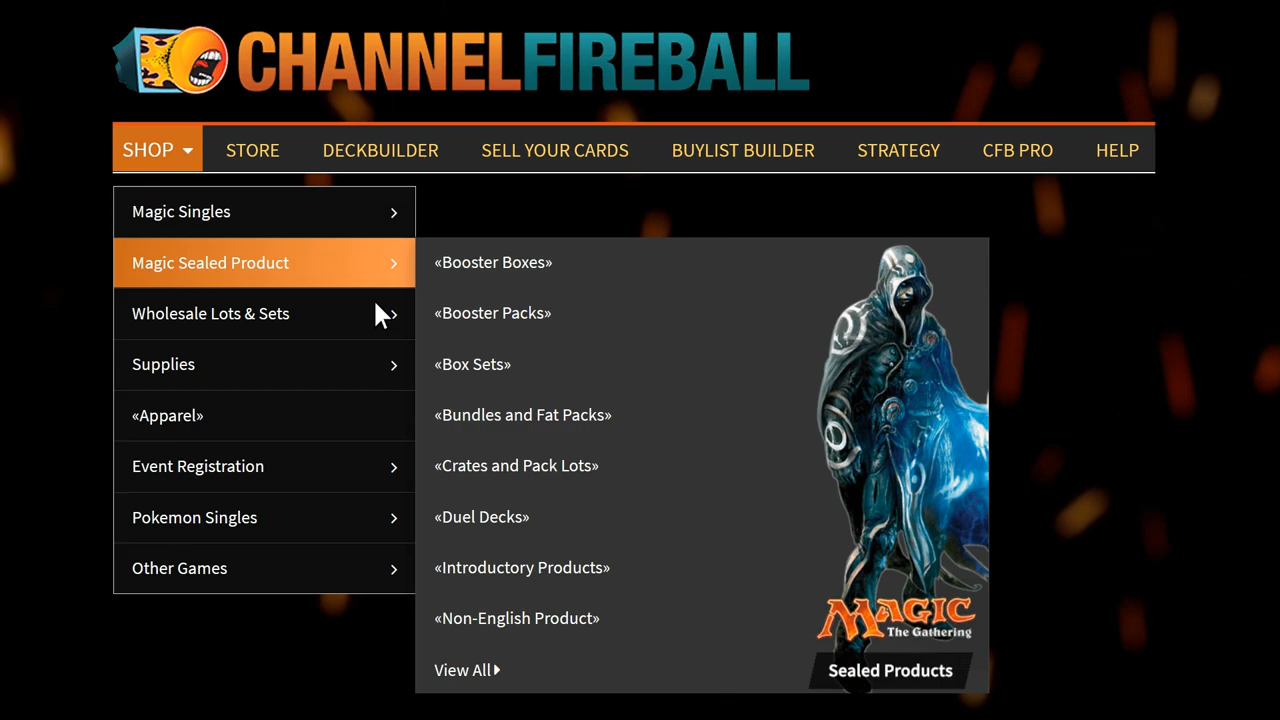 CHANNELFIREBALL
SHOP STORE DECKBUILDER SELL YOUR CARDS BUYLIST BUILDER STRATEGY CFB PRO HELP
Magic Singles
Magic Sealed Product
Wholesale Lots & Sets
Supplies
«Apparel»
Event Registration
Pokemon Singles
Other Games
«Booster Boxes»
«Booster Packs»
«Box Sets»
«Bundles and Fat Packs»
«Crates and Pack Lots»
«Duel Decks»
«Introductory Products»
«Non-English Product»
View All
MAGIC
The Gathering
Sealed Products